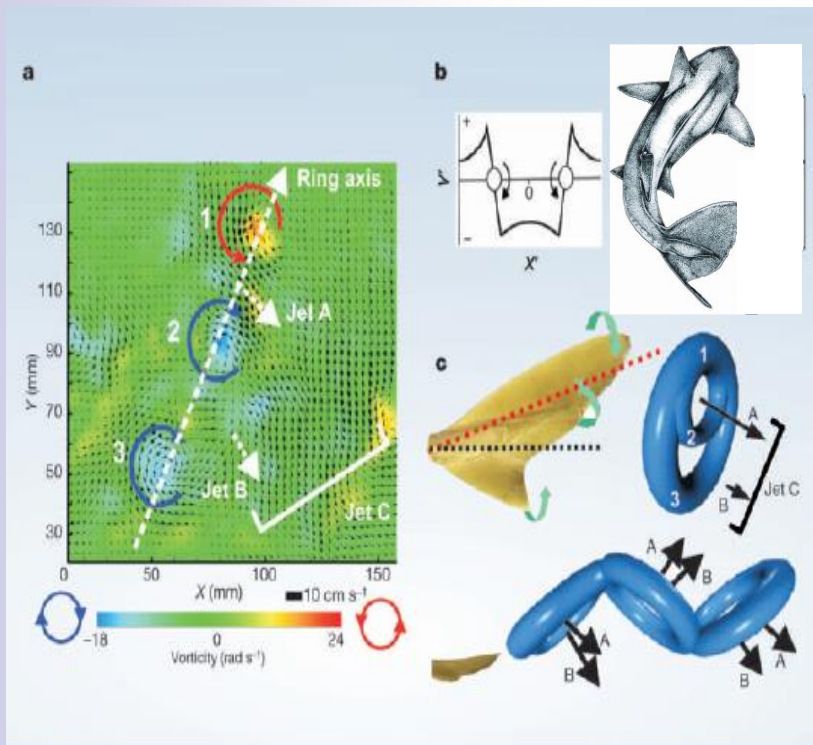 a
Ring axis
1
Jet A
2
3
Jet B
Jet C
130
110
90
70
50
30
Y (mm)
0 50 100 150
X (mm)
10 cm s⁻¹
−18 0 24
Vorticity (rad s⁻¹)
b
+
V'
0
−
X'
c
1
A
2
3
B
Jet C
A
B
A
B
B
A